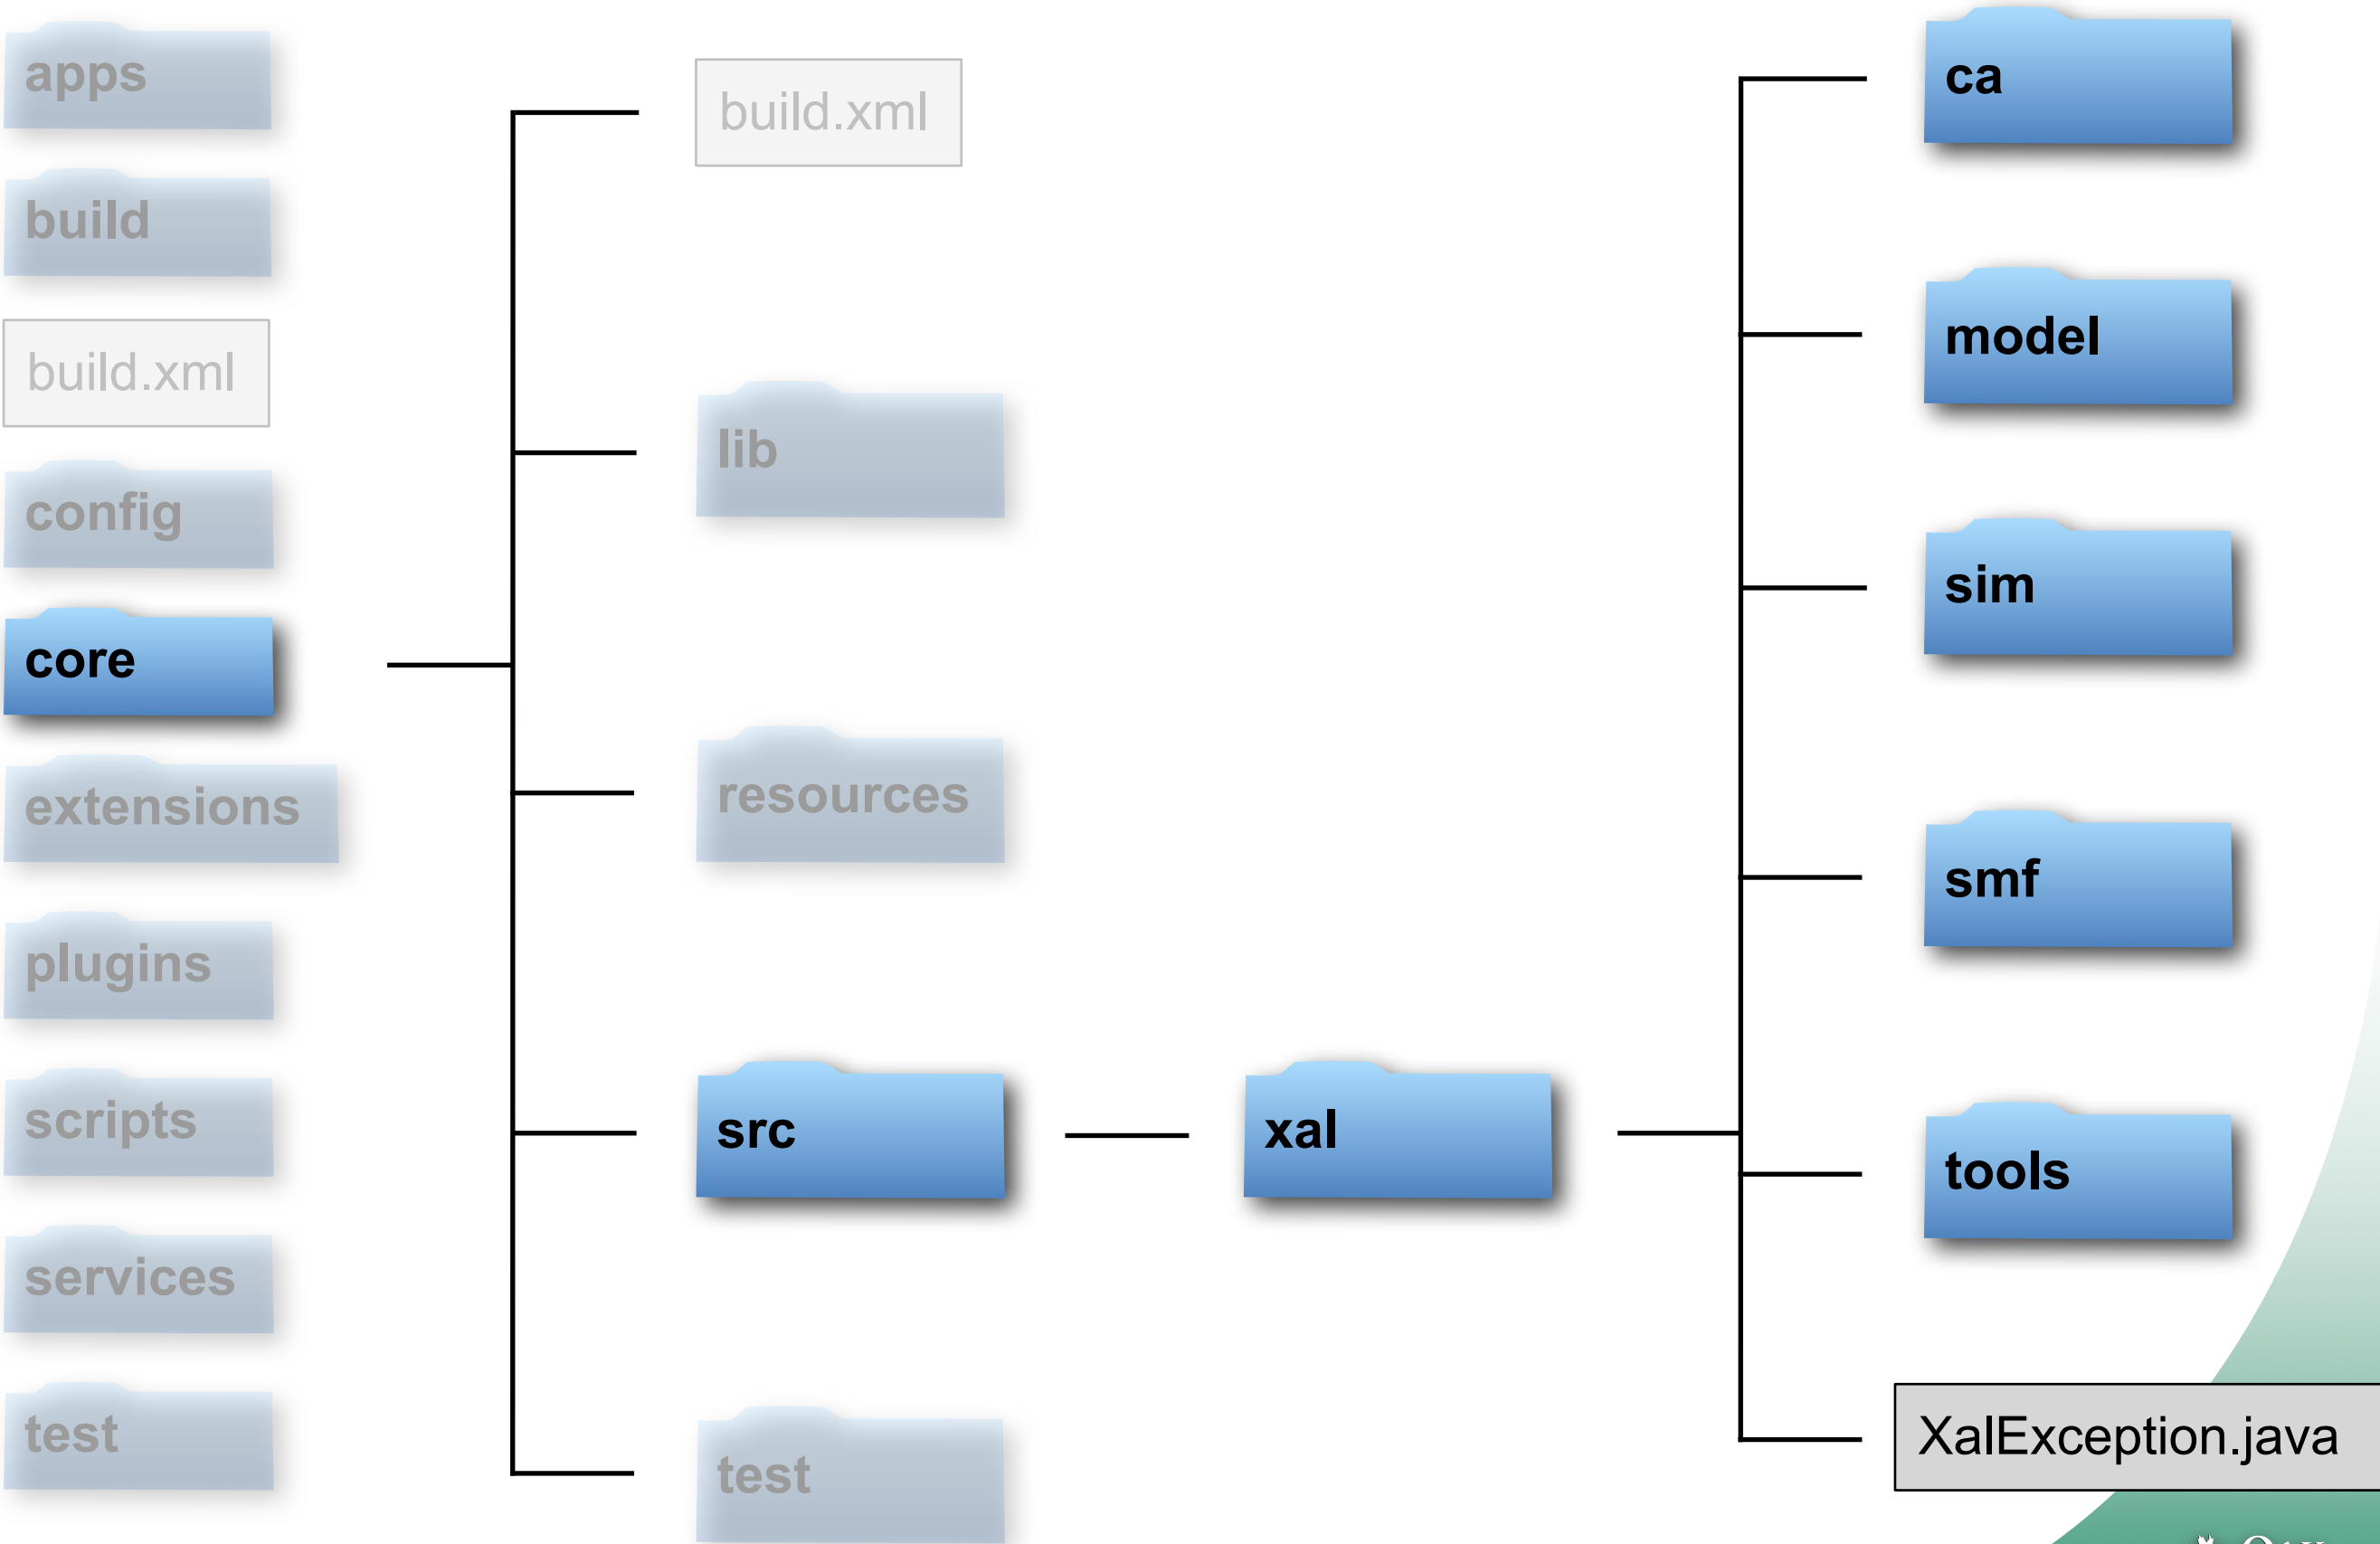 apps
build
build.xml
config
core
extensions
plugins
scripts
services
test
build.xml
lib
resources
src
test
xal
ca
model
sim
smf
tools
XalException.java